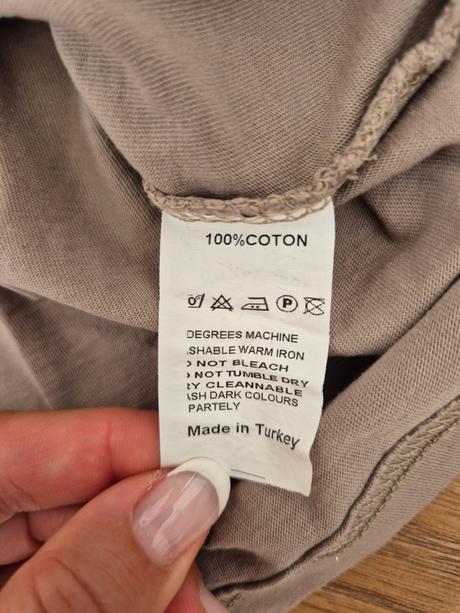 100%COTON
0°
P
DEGREES MACHINE
ASHABLE WARM IRON
O NOT BLEACH
O NOT TUMBLE DRY
RY CLEANNABLE
ASH DARK COLOURS
PARTELY
Made in Turkey